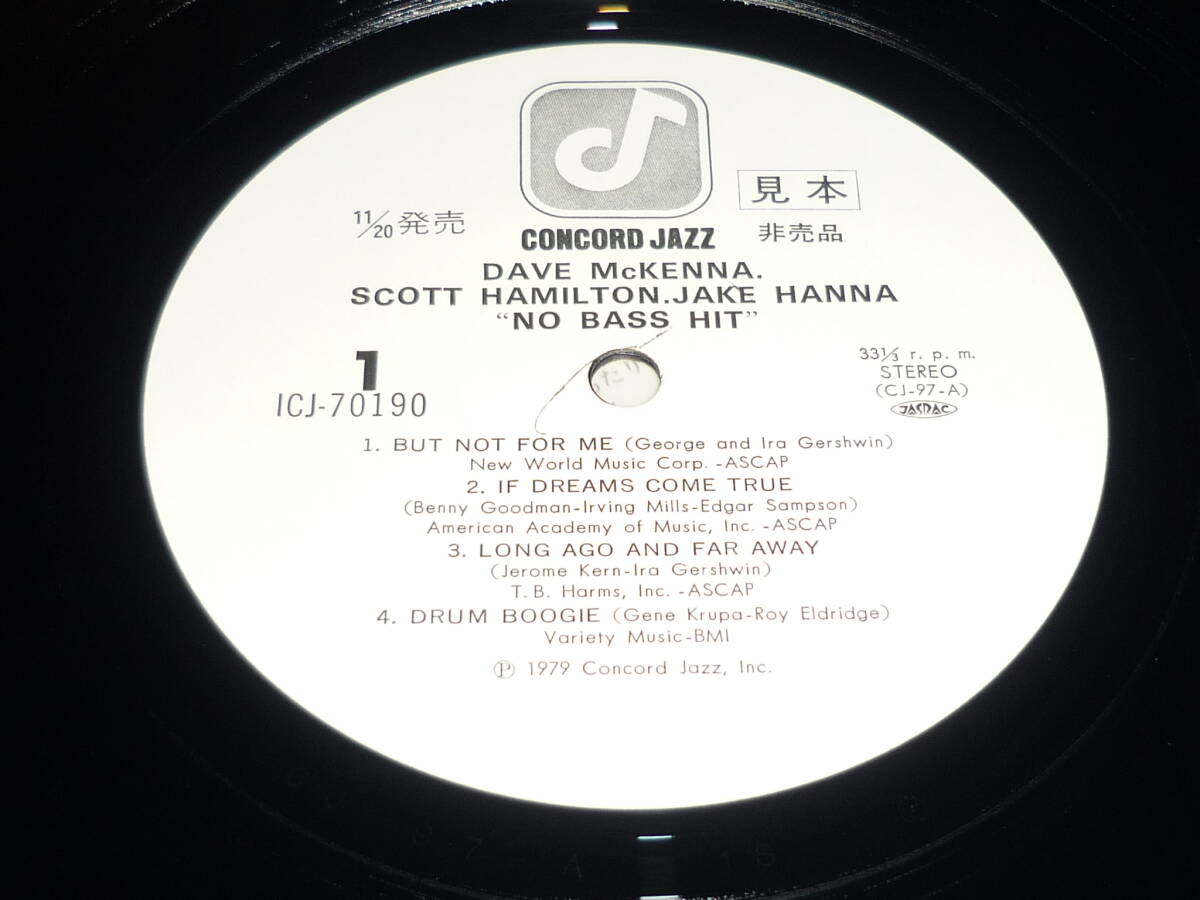 見本
11/20 発売
CONCORD JAZZ
非売品
DAVE McKENNA.
SCOTT HAMILTON.JAKE HANNA
“NO BASS HIT”
1
ICJ-70190
33⅓ r. p. m.
STEREO
(CJ-97-A)
JASRAC
1. BUT NOT FOR ME (George and Ira Gershwin)
New World Music Corp. -ASCAP
2. IF DREAMS COME TRUE
(Benny Goodman-Irving Mills-Edgar Sampson)
American Academy of Music, Inc. -ASCAP
3. LONG AGO AND FAR AWAY
(Jerome Kern-Ira Gershwin)
T. B. Harms, Inc. -ASCAP
4. DRUM BOOGIE (Gene Krupa-Roy Eldridge)
Variety Music-BMI
℗ 1979 Concord Jazz, Inc.